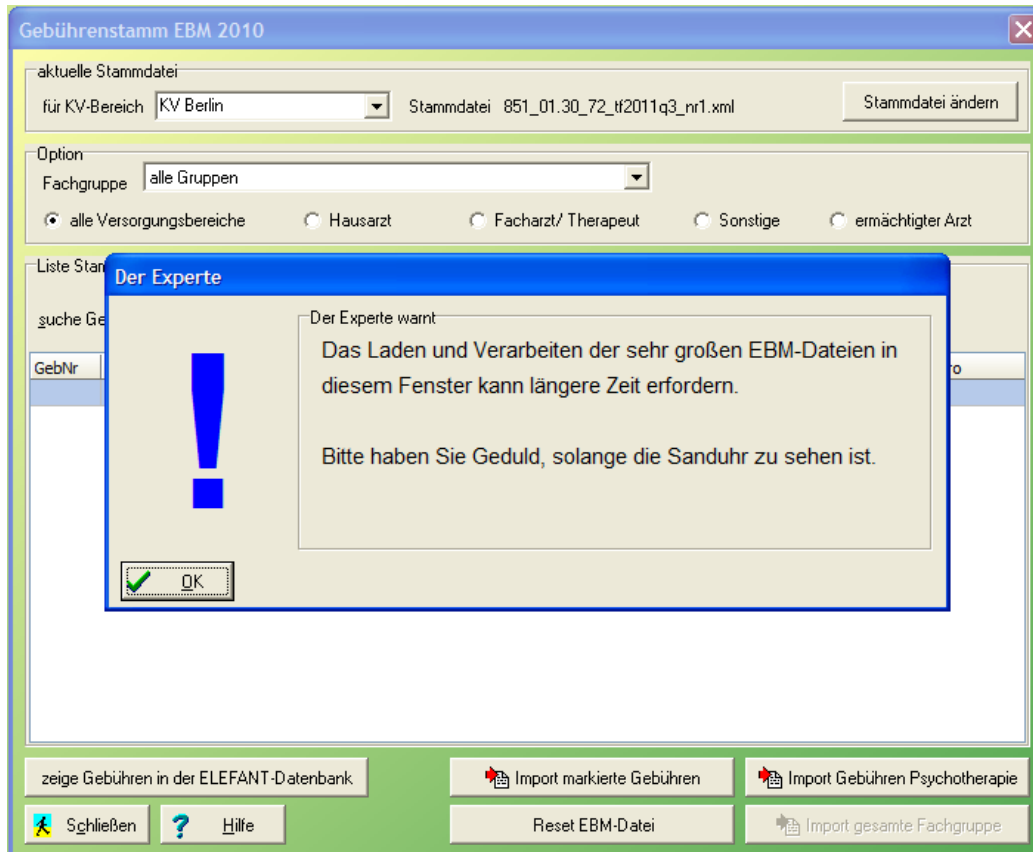 Gebührenstamm EBM 2010
aktuelle Stammdatei
für KV-Bereich KV Berlin Stammdatei 851_01.30_72_tf2011q3_nr1.xml Stammdatei ändern
Option
Fachgruppe alle Gruppen
alle Versorgungsbereiche Hausarzt Facharzt/ Therapeut Sonstige ermächtigter Arzt
Liste Stam
Der Experte
suche Ge
Der Experte warnt
GebNr
ro
Das Laden und Verarbeiten der sehr großen EBM-Dateien in
diesem Fenster kann längere Zeit erfordern.
Bitte haben Sie Geduld, solange die Sanduhr zu sehen ist.
!
OK
zeige Gebühren in der ELEFANT-Datenbank Import markierte Gebühren Import Gebühren Psychotherapie
Schließen ? Hilfe Reset EBM-Datei Import gesamte Fachgruppe